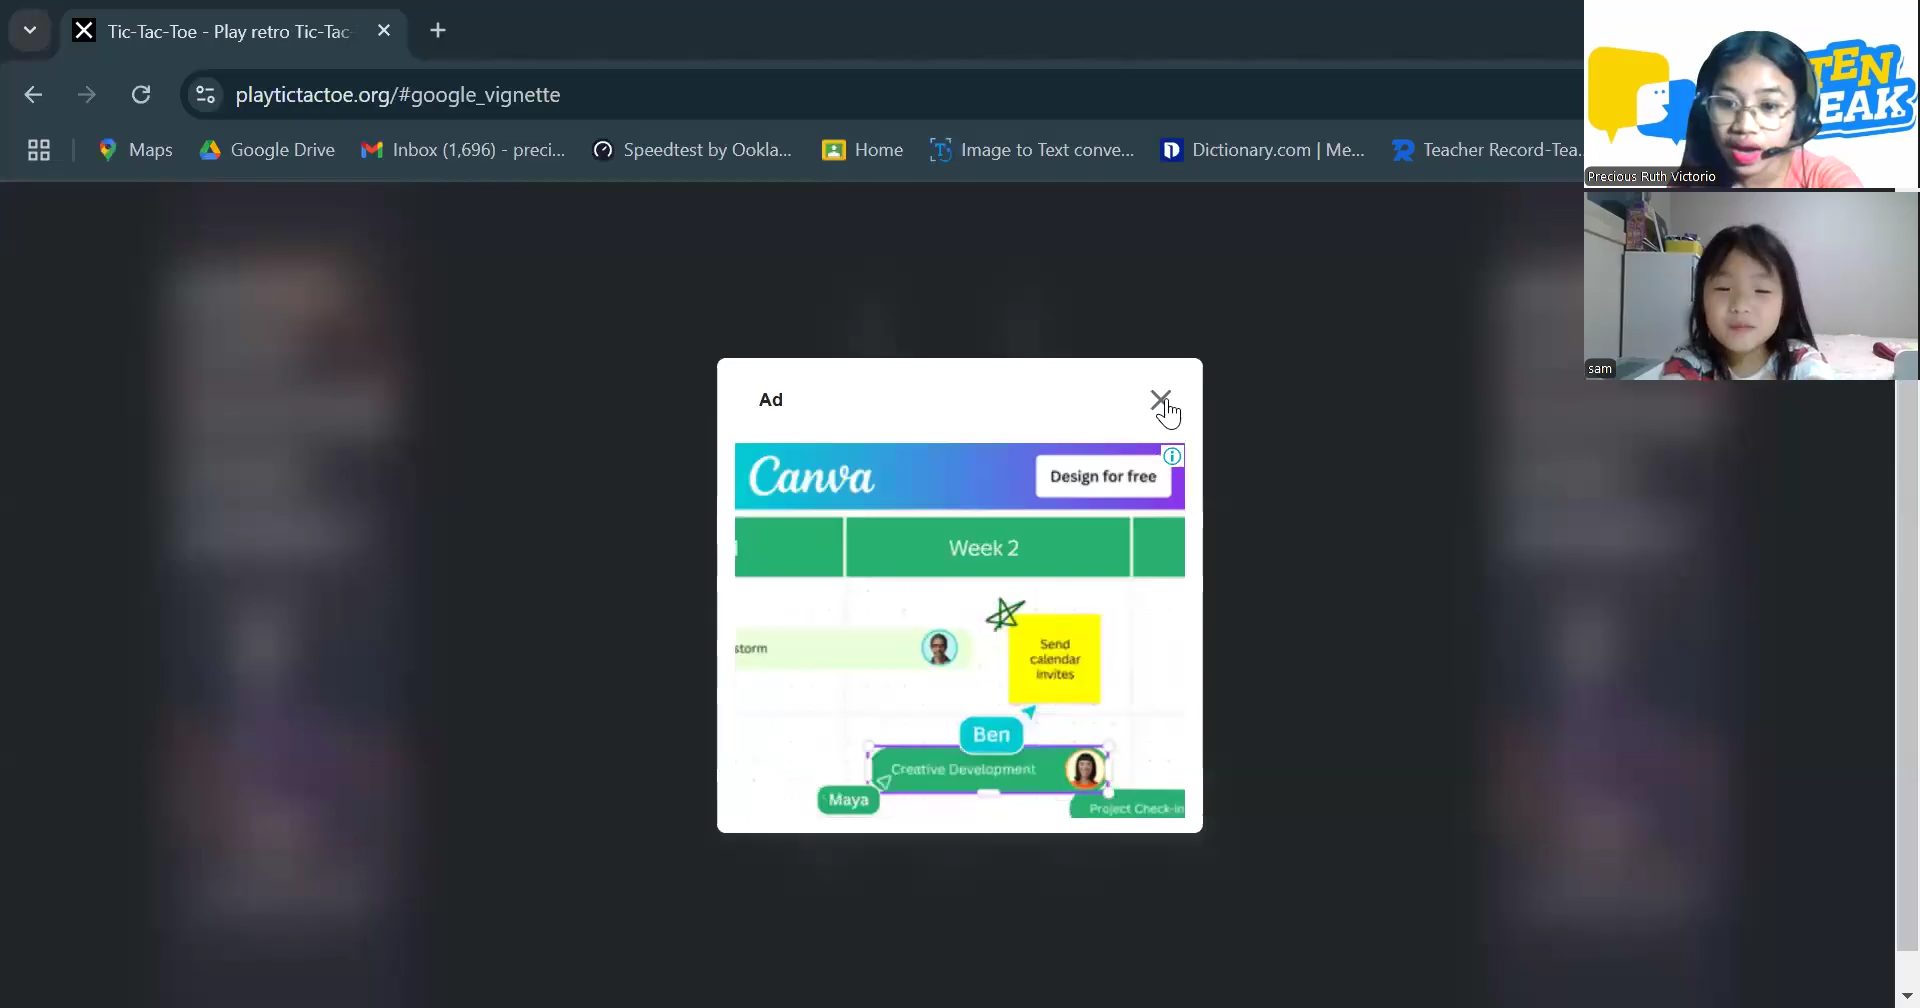 Tic-Tac-Toe - Play retro Tic-Tac-
playtictactoe.org/#google_vignette
Maps
Google Drive
Inbox (1,696) - preci...
Speedtest by Ookla...
Home
Image to Text conve...
Dictionary.com | Me...
Teacher Record-Tea...
TEN
EAK
Precious Ruth Victorio
sam
Ad
Canva
Design for free
Week 2
storm
Send
calendar
invites
Ben
Creative Development
Maya
Project Check-in